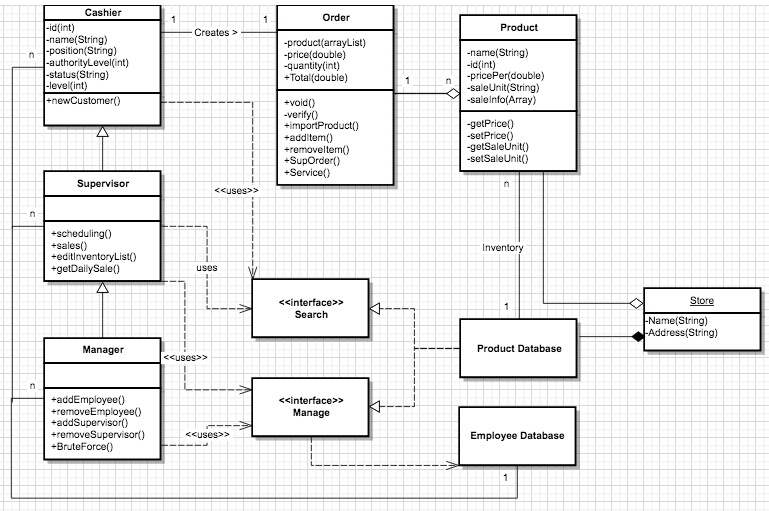 Cashier
-id(int)
-name(String)
-position(String)
-authorityLevel(int)
-status(String)
-level(int)
+newCustomer()
1
Creates >
1
Order
-product(arrayList)
-price(double)
-quantity(int)
+Total(double)
+void()
-verify()
+importProduct()
+addItem()
+removeItem()
+SupOrder()
+Service()
1
n
Product
-name(String)
-id(int)
-pricePer(double)
-saleUnit(String)
-saleInfo(Array)
-getPrice()
-setPrice()
-getSaleUnit()
-setSaleUnit()
n
n
Supervisor
+scheduling()
+sales()
+editInventoryList()
+getDailySale()
n
<<uses>>
uses
Inventory
1
<<interface>>
Search
Store
-Name(String)
-Address(String)
Product Database
Manager
+addEmployee()
+removeEmployee()
+addSupervisor()
+removeSupervisor()
+BruteForce()
n
<<uses>>
<<uses>>
<<interface>>
Manage
Employee Database
1